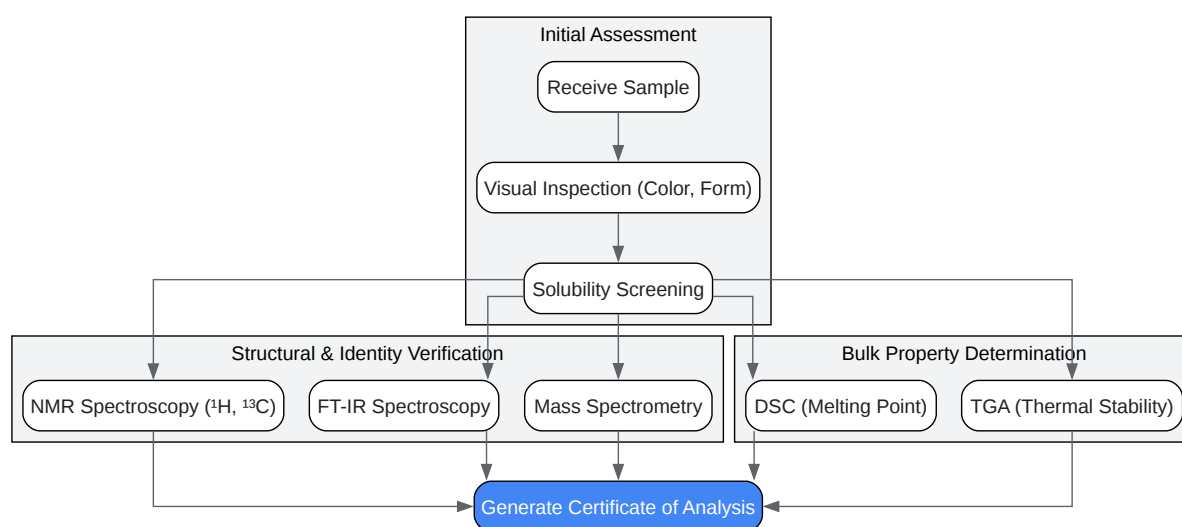 Initial Assessment
Receive Sample
Visual Inspection (Color, Form)
Solubility Screening
Structural & Identity Verification
Bulk Property Determination
NMR Spectroscopy (¹H, ¹³C)
FT-IR Spectroscopy
Mass Spectrometry
DSC (Melting Point)
TGA (Thermal Stability)
Generate Certificate of Analysis